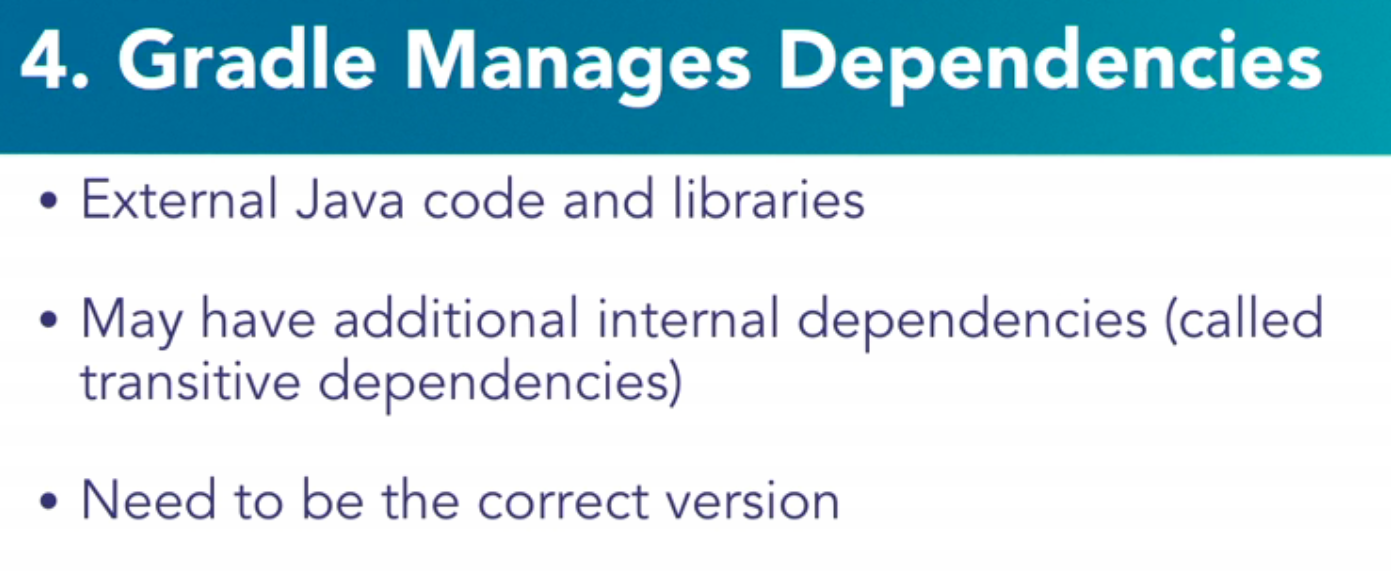 4. Gradle Manages Dependencies
• External Java code and libraries
• May have additional internal dependencies (called
transitive dependencies)
• Need to be the correct version